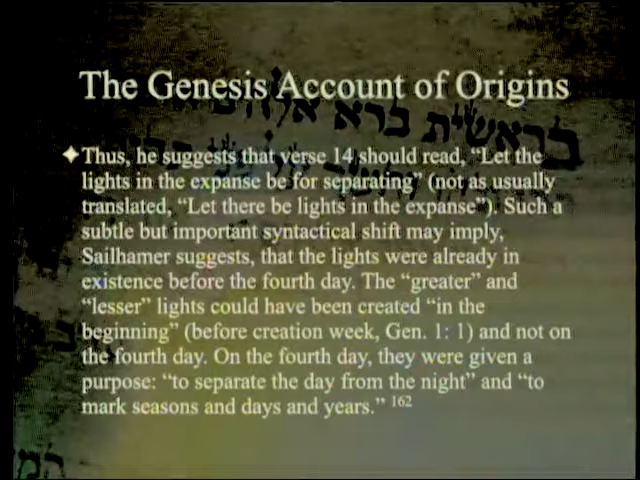 The Genesis Account of Origins
Thus, he suggests that verse 14 should read, “Let the
lights in the expanse be for separating” (not as usually
translated, “Let there be lights in the expanse”). Such a
subtle but important syntactical shift may imply,
Sailhamer suggests, that the lights were already in
existence before the fourth day. The “greater” and
“lesser” lights could have been created “in the
beginning” (before creation week, Gen. 1: 1) and not on
the fourth day. On the fourth day, they were given a
purpose: “to separate the day from the night” and “to
mark seasons and days and years.” 162
בראשית ברא אלהים